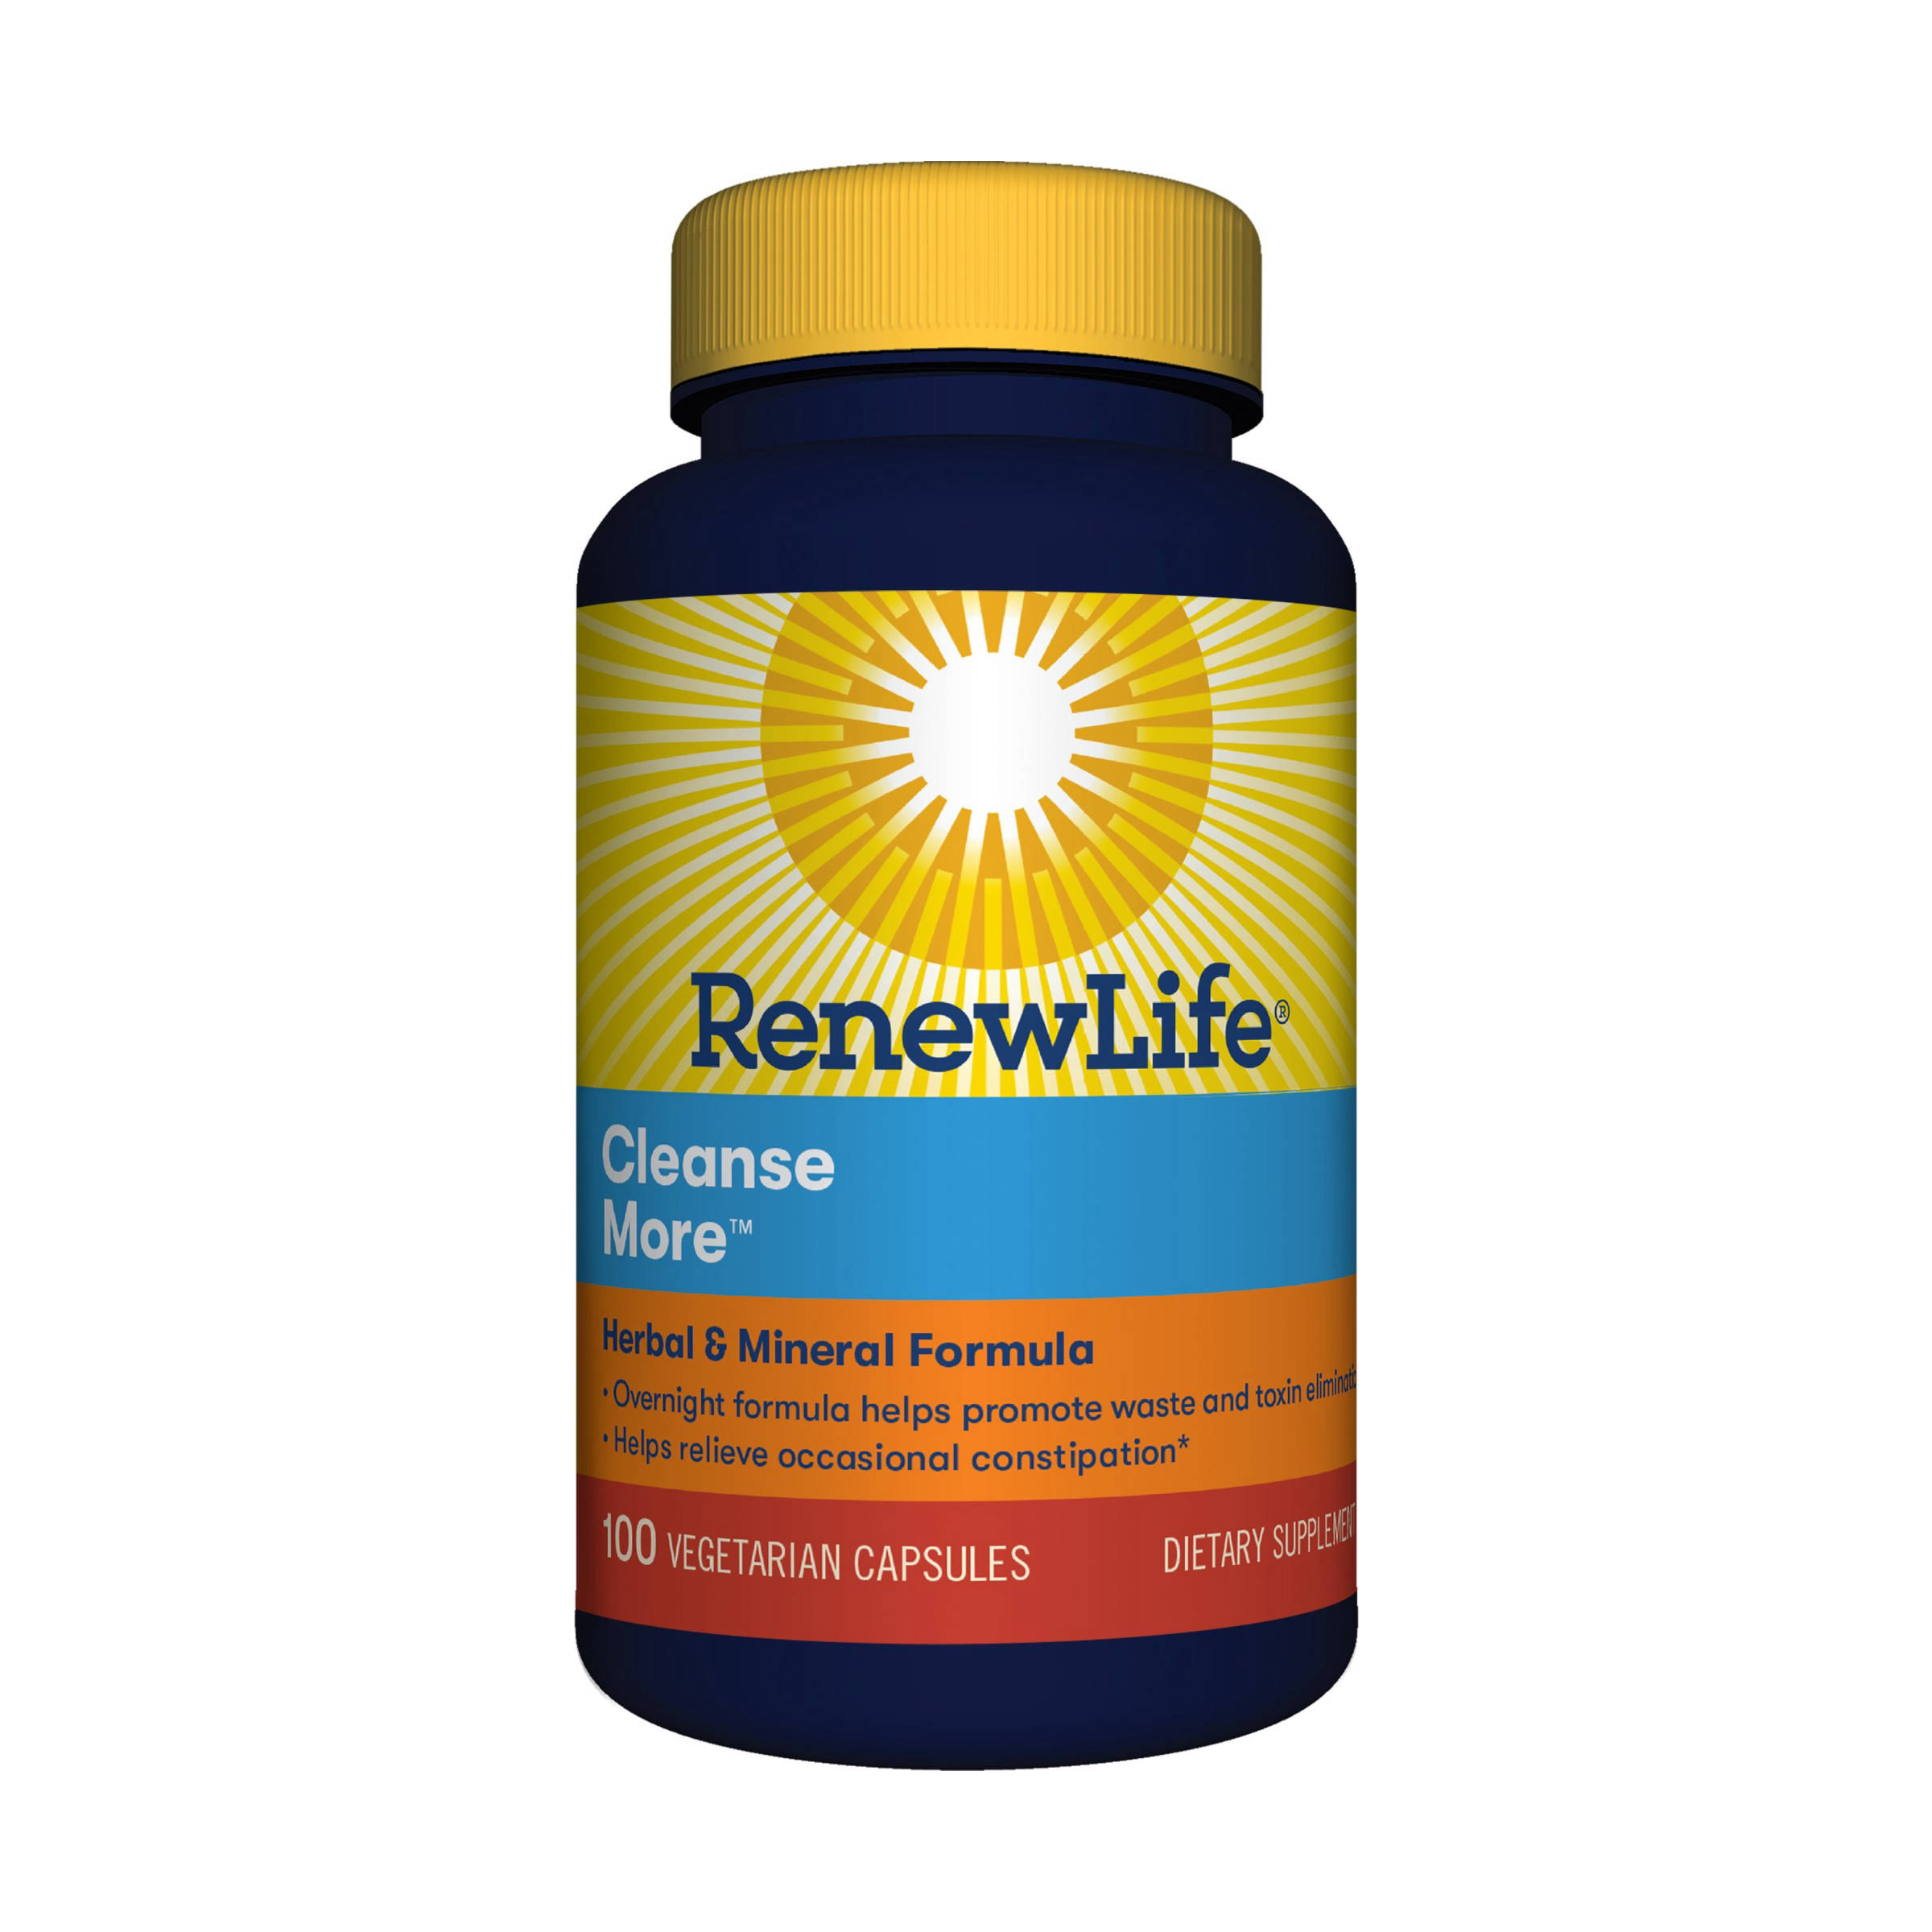 RenewLife®
Cleanse
More™
Herbal & Mineral Formula
• Overnight formula helps promote waste and toxin
• Helps relieve occasional constipation*
100 VEGETARIAN CAPSULES
DIETARY SUPPLEMENT